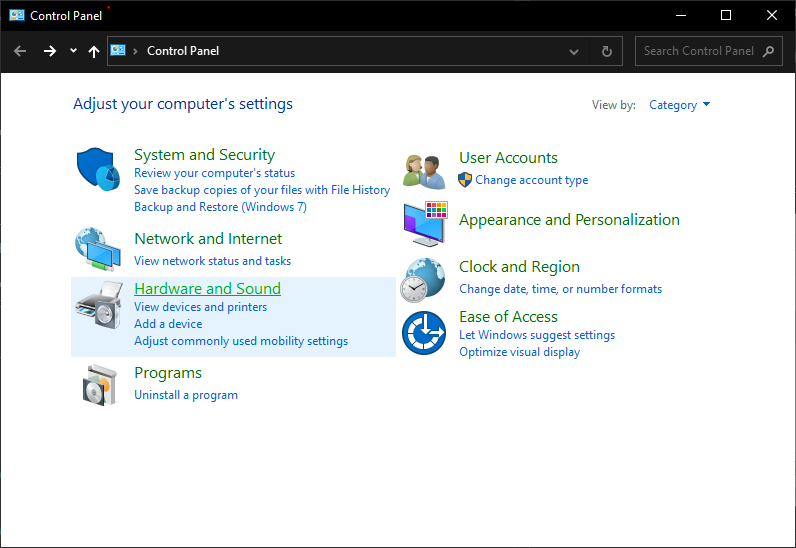 Control Panel
Control Panel
Search Control Panel
Adjust your computer's settings
View by: Category
System and Security
Review your computer's status
Save backup copies of your files with File History
Backup and Restore (Windows 7)
Network and Internet
View network status and tasks
Hardware and Sound
View devices and printers
Add a device
Adjust commonly used mobility settings
Programs
Uninstall a program
User Accounts
Change account type
Appearance and Personalization
Clock and Region
Change date, time, or number formats
Ease of Access
Let Windows suggest settings
Optimize visual display